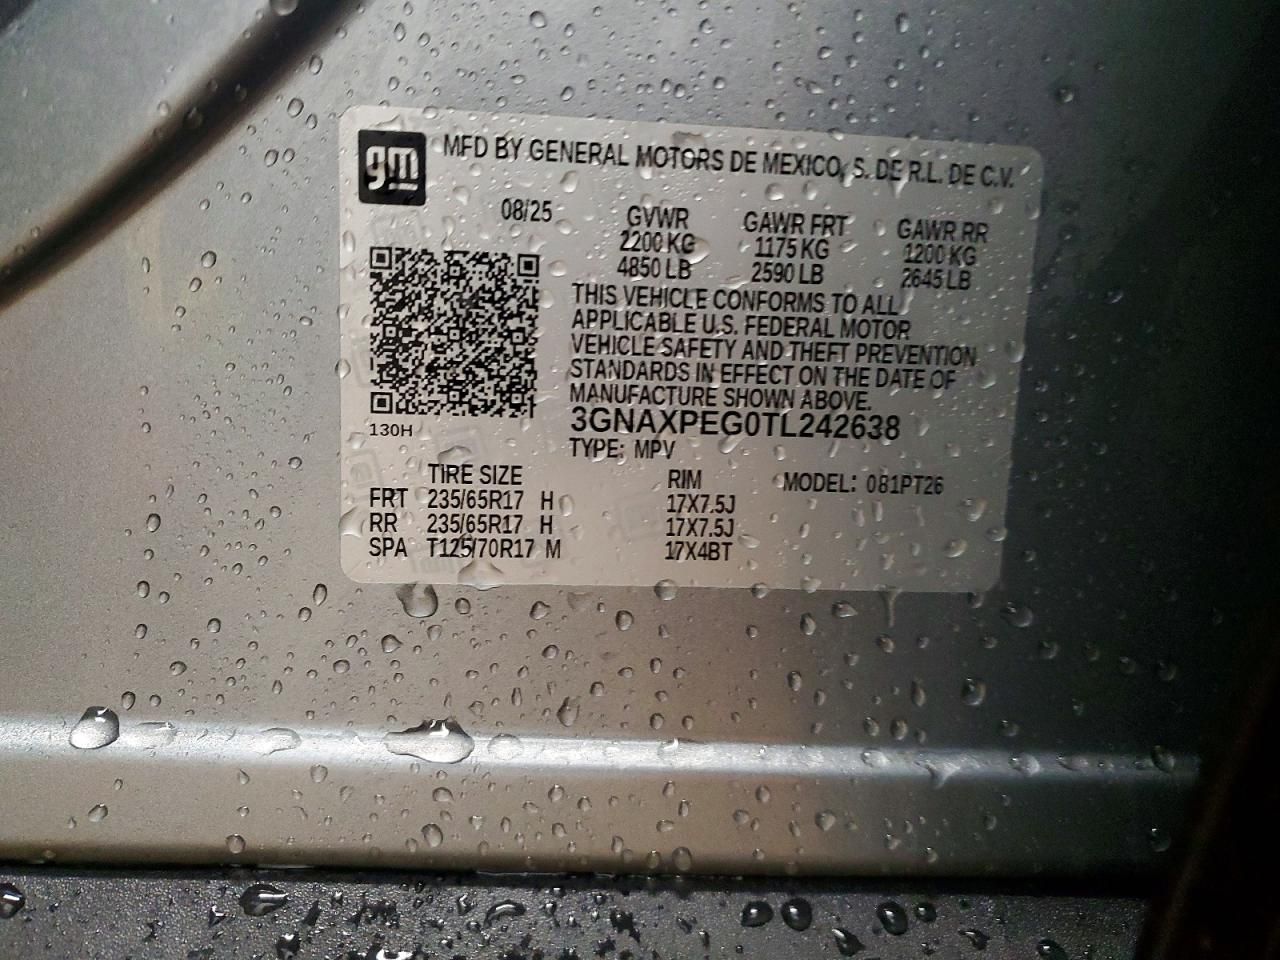 gm
MFD BY GENERAL MOTORS DE MEXICO, S. DE R.L. DE C.V.
08/25
GVWR GAWR FRT GAWR RR
2200 KG 1175 KG 1200 KG
4850 LB 2590 LB 2645 LB
THIS VEHICLE CONFORMS TO ALL
APPLICABLE U.S. FEDERAL MOTOR
VEHICLE SAFETY AND THEFT PREVENTION
STANDARDS IN EFFECT ON THE DATE OF
MANUFACTURE SHOWN ABOVE.
3GNAXPEG0TL242638
130H
TYPE: MPV
TIRE SIZE RIM MODEL: 081PT26
FRT 235/65R17 H 17X7.5J
RR 235/65R17 H 17X7.5J
SPA T125/70R17 M 17X4BT